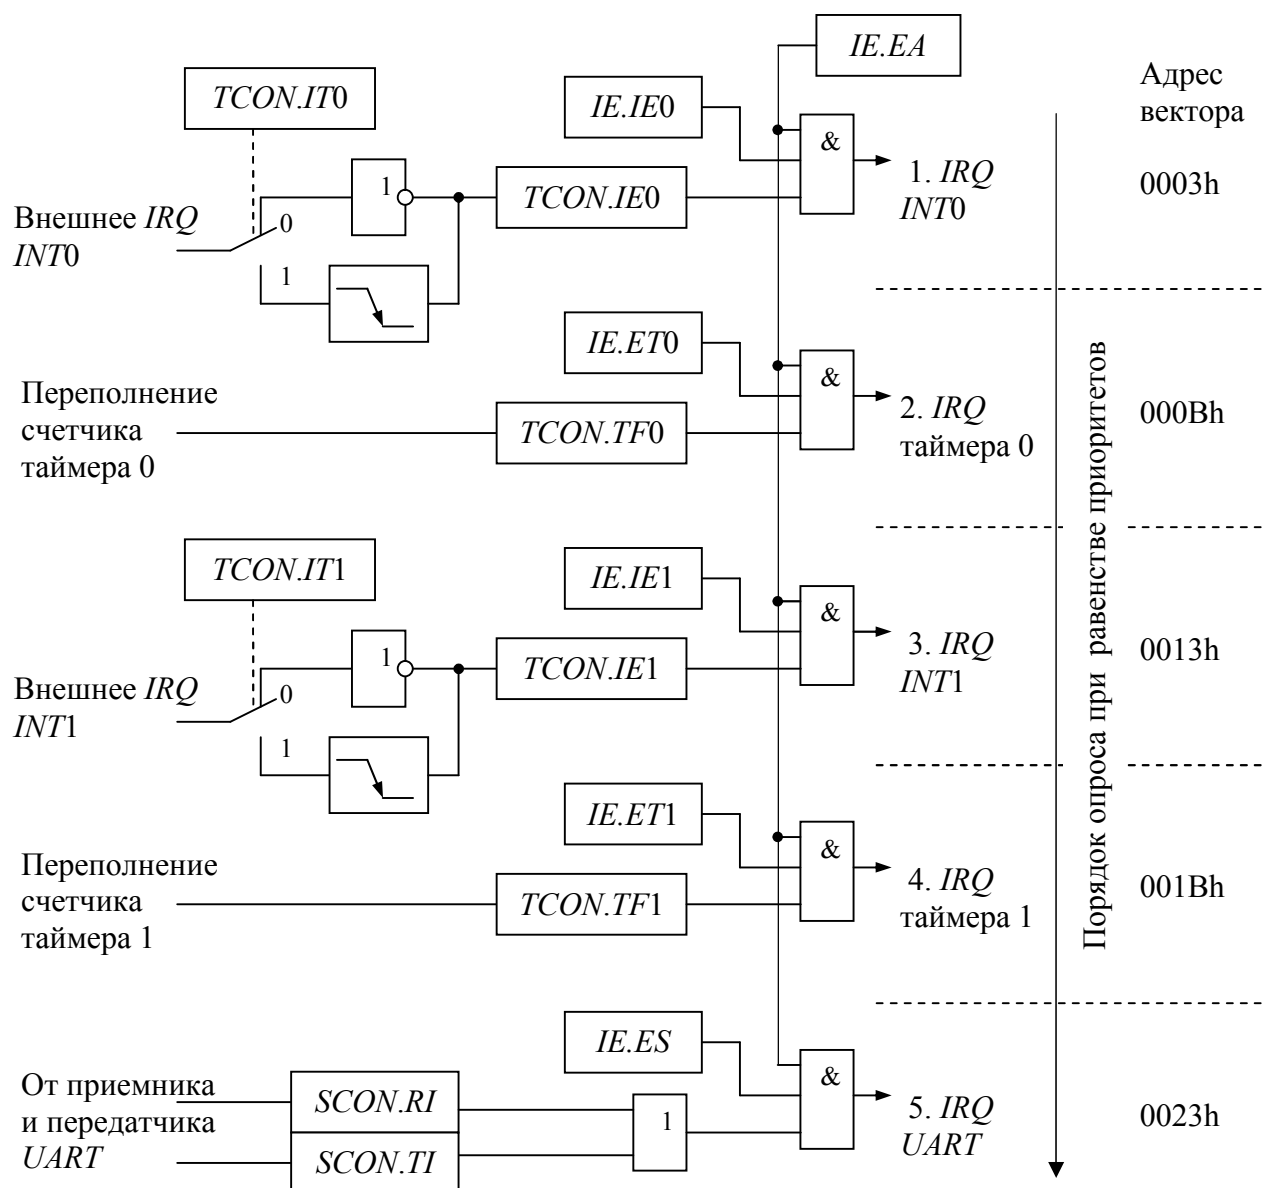 IE.EA
Адрес
вектора
TCON.IT0
IE.IE0
&
1
TCON.IE0
1. IRQ
INT0
0003h
Внешнее IRQ
INT0
0
1
IE.ET0
&
Переполнение
счетчика
таймера 0
TCON.TF0
2. IRQ
таймера 0
000Bh
Порядок опроса при равенстве приоритетов
TCON.IT1
IE.IE1
&
1
TCON.IE1
3. IRQ
INT1
0013h
Внешнее IRQ
INT1
0
1
IE.ET1
&
Переполнение
счетчика
таймера 1
TCON.TF1
4. IRQ
таймера 1
001Bh
IE.ES
&
От приемника
и передатчика
UART
SCON.RI
SCON.TI
1
5. IRQ
UART
0023h